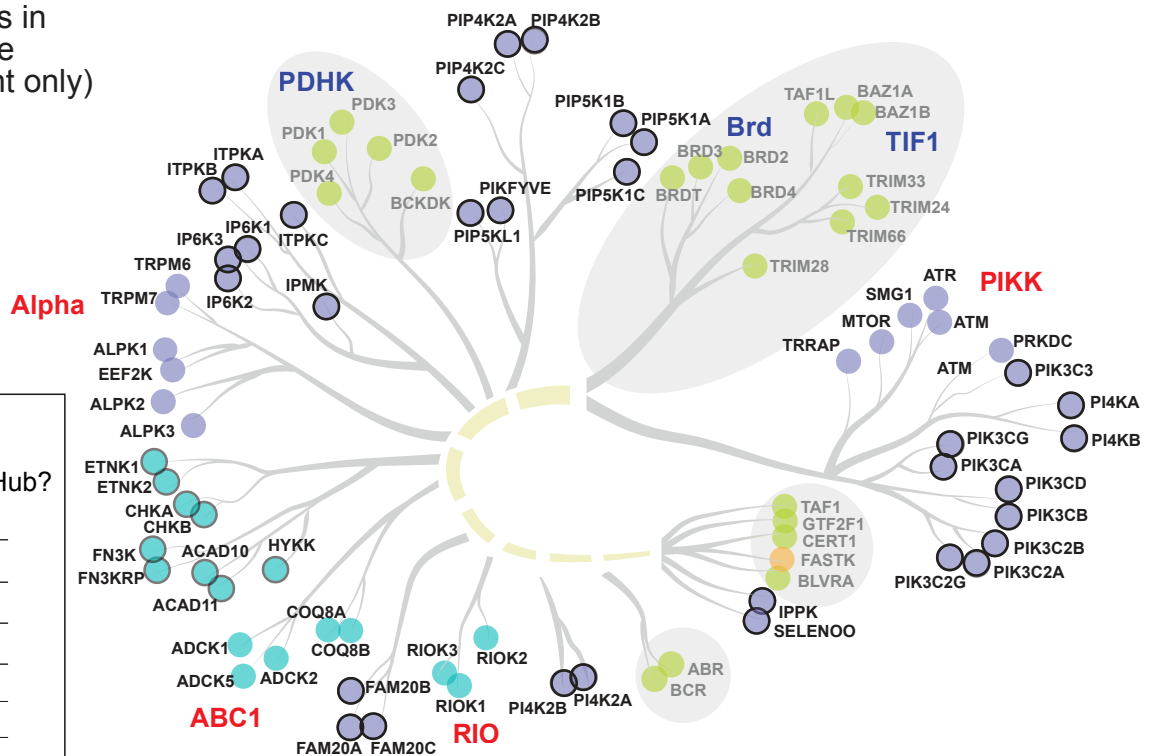 s in
e
nt only)
PIP4K2A
PIP4K2B
PIP4K2C
PDHK
PDK3
PDK1
PDK2
PDK4
BCKDK
PIP5K1B
PIP5K1A
PIP5K1C
PIKFYVE
PIP5KL1
TAF1L
BAZ1A
BAZ1B
Brd
TIF1
BRD3
BRD2
BRDT
BRD4
TRIM33
TRIM24
TRIM66
TRIM28
ITPKA
ITPKB
ITPKC
IP6K1
IP6K3
IP6K2
IPMK
TRPM6
TRPM7
Alpha
ALPK1
EEF2K
ALPK2
ALPK3
ATR
PIKK
SMG1
MTOR
ATM
TRRAP
PRKDC
ATM
PIK3C3
PI4KA
PI4KB
PIK3CG
PIK3CA
PIK3CD
PIK3CB
PIK3C2B
PIK3C2A
PIK3C2G
Hub?
ETNK1
ETNK2
CHKA
CHKB
FN3K
FN3KRP
ACAD10
ACAD11
HYKK
TAF1
GTF2F1
CERT1
FASTK
BLVRA
IPPK
SELENOO
COQ8A
COQ8B
ADCK1
ADCK5
ADCK2
ABC1
FAM20B
FAM20A
FAM20C
RIOK3
RIOK2
RIOK1
RIO
PI4K2B
PI4K2A
ABR
BCR